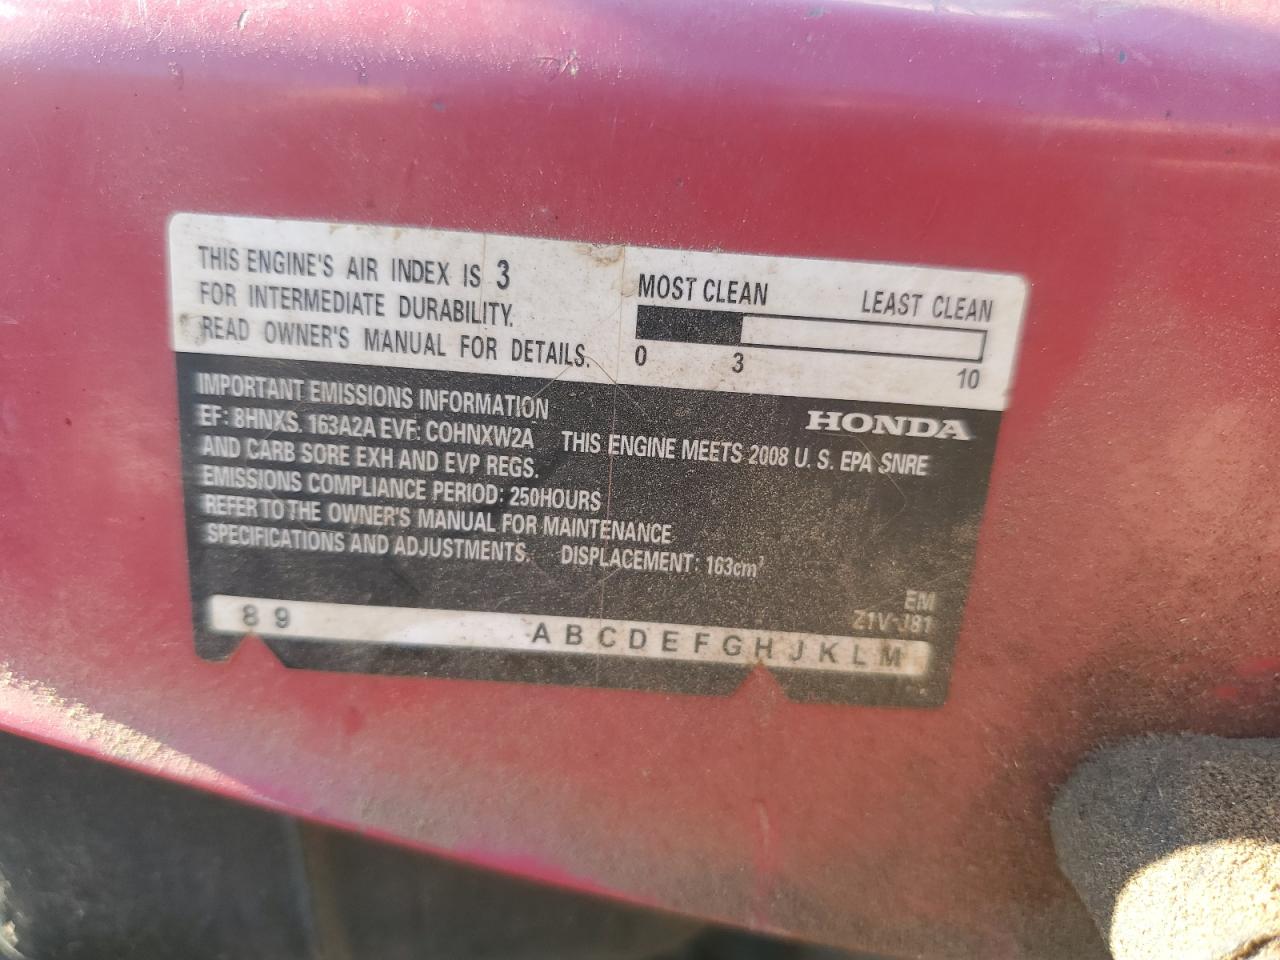 THIS ENGINE'S AIR INDEX IS 3
FOR INTERMEDIATE DURABILITY.
READ OWNER'S MANUAL FOR DETAILS.
MOST CLEAN LEAST CLEAN
0 3 10
IMPORTANT EMISSIONS INFORMATION
HONDA
EF: 8HNXS. 163A2A EVF: COHNXW2A THIS ENGINE MEETS 2008 U. S. EPA SNRE
AND CARB SORE EXH AND EVP REGS.
EMISSIONS COMPLIANCE PERIOD: 250HOURS
REFER TO THE OWNER'S MANUAL FOR MAINTENANCE
SPECIFICATIONS AND ADJUSTMENTS. DISPLACEMENT: 163cm³
EM
Z1V-J81
8 9 A B C D E F G H J K L M